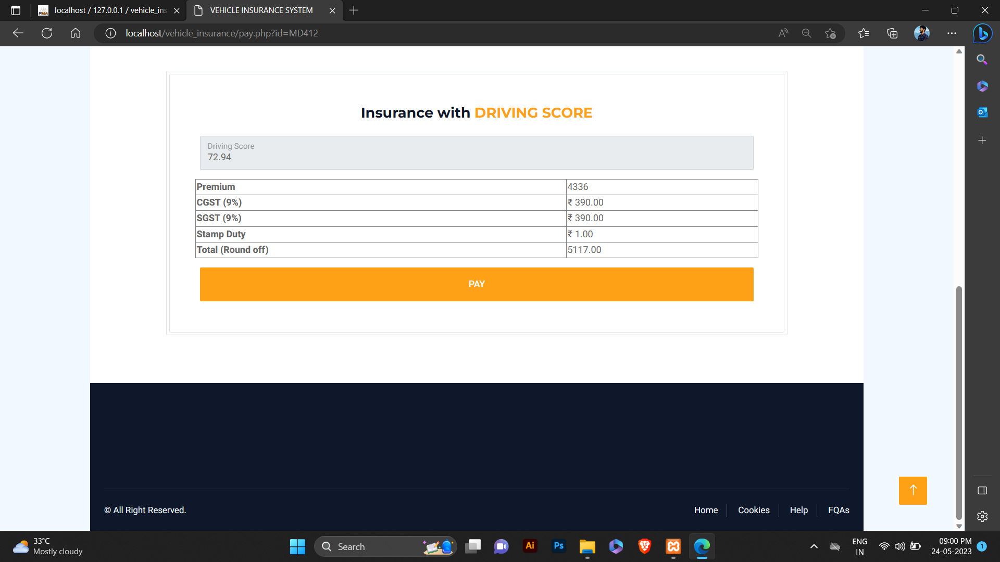 localhost / 127.0.0.1 / vehicle_ins
VEHICLE INSURANCE SYSTEM
localhost/vehicle_insurance/pay.php?id=MD412
Insurance with DRIVING SCORE
Driving Score
72.94
Premium 4336
CGST (9%) ₹ 390.00
SGST (9%) ₹ 390.00
Stamp Duty ₹ 1.00
Total (Round off) 5117.00
PAY
© All Right Reserved.
Home Cookies Help FQAs
33°C
Mostly cloudy
Search
Ai
Ps
ENG
IN
09:00 PM
24-05-2023
1